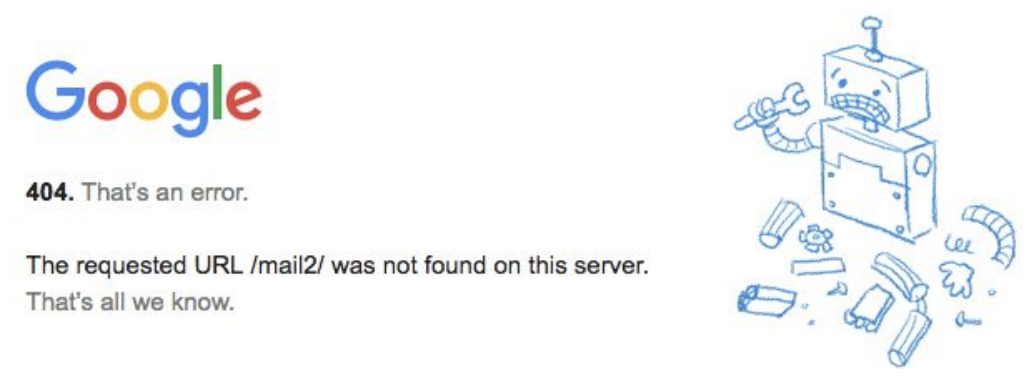 Google
404. That's an error.
The requested URL /mail2/ was not found on this server.
That's all we know.